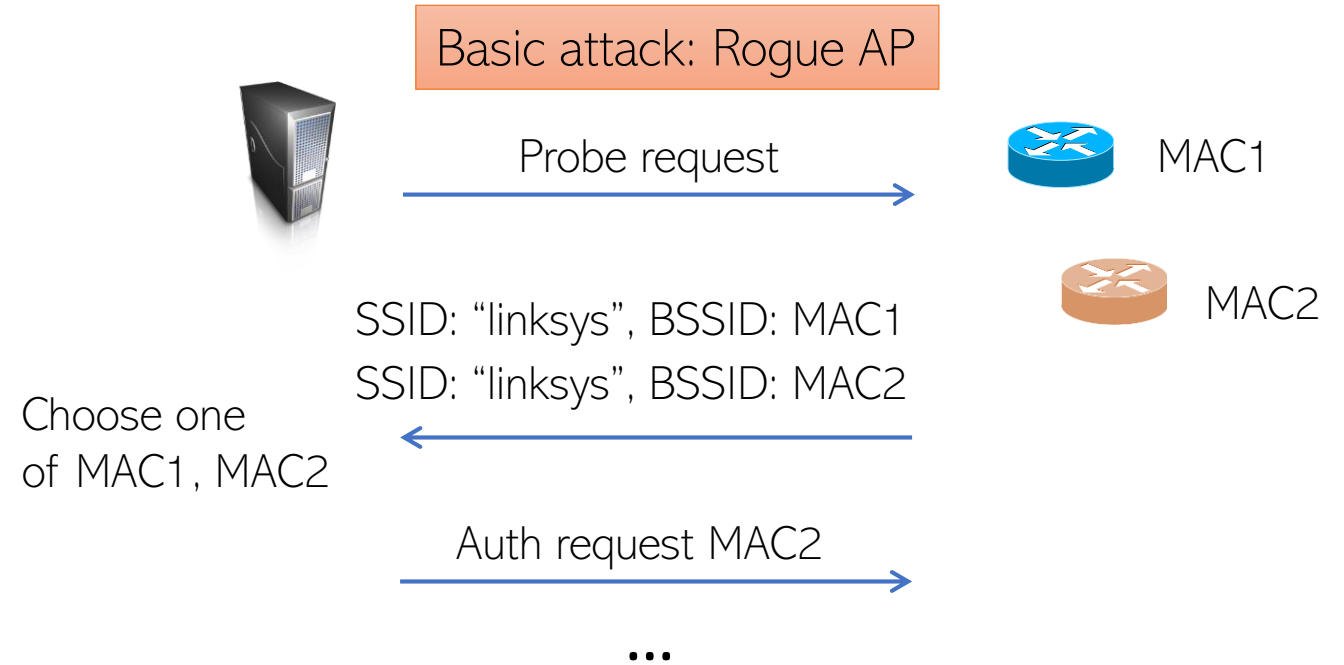 Basic attack: Rogue AP
Probe request
MAC1
MAC2
SSID: “linksys”, BSSID: MAC1
SSID: “linksys”, BSSID: MAC2
Choose one
of MAC1, MAC2
Auth request MAC2
...